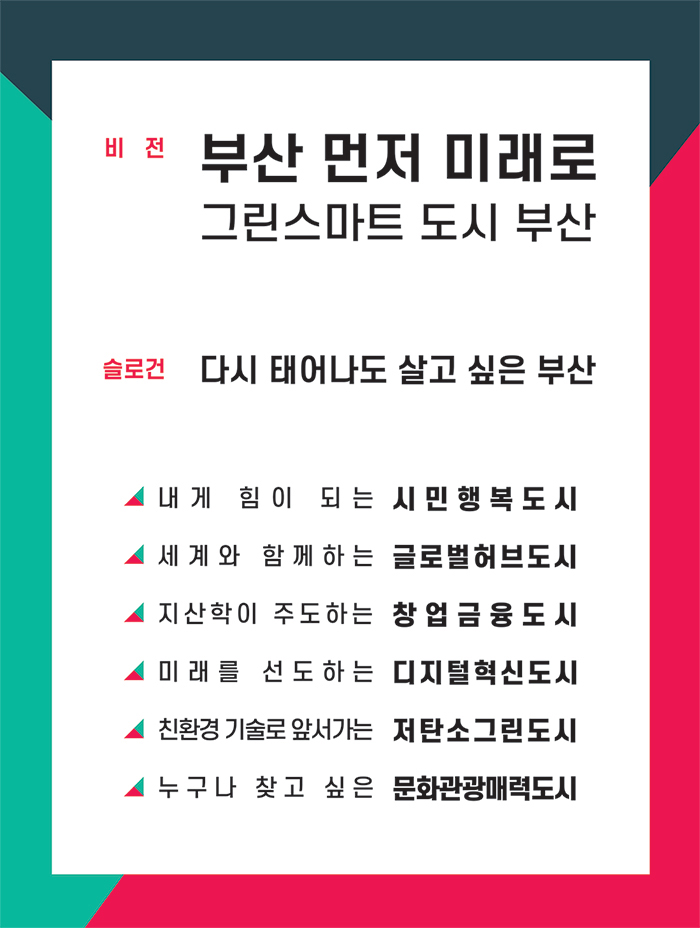 비 전 부산 먼저 미래로
그린스마트 도시 부산
슬로건 다시 태어나도 살고 싶은 부산
내게 힘이 되는 시민행복도시
세계와 함께하는 글로벌허브도시
지산학이 주도하는 창업금융도시
미래를 선도하는 디지털혁신도시
친환경 기술로 앞서가는 저탄소그린도시
누구나 찾고 싶은 문화관광매력도시